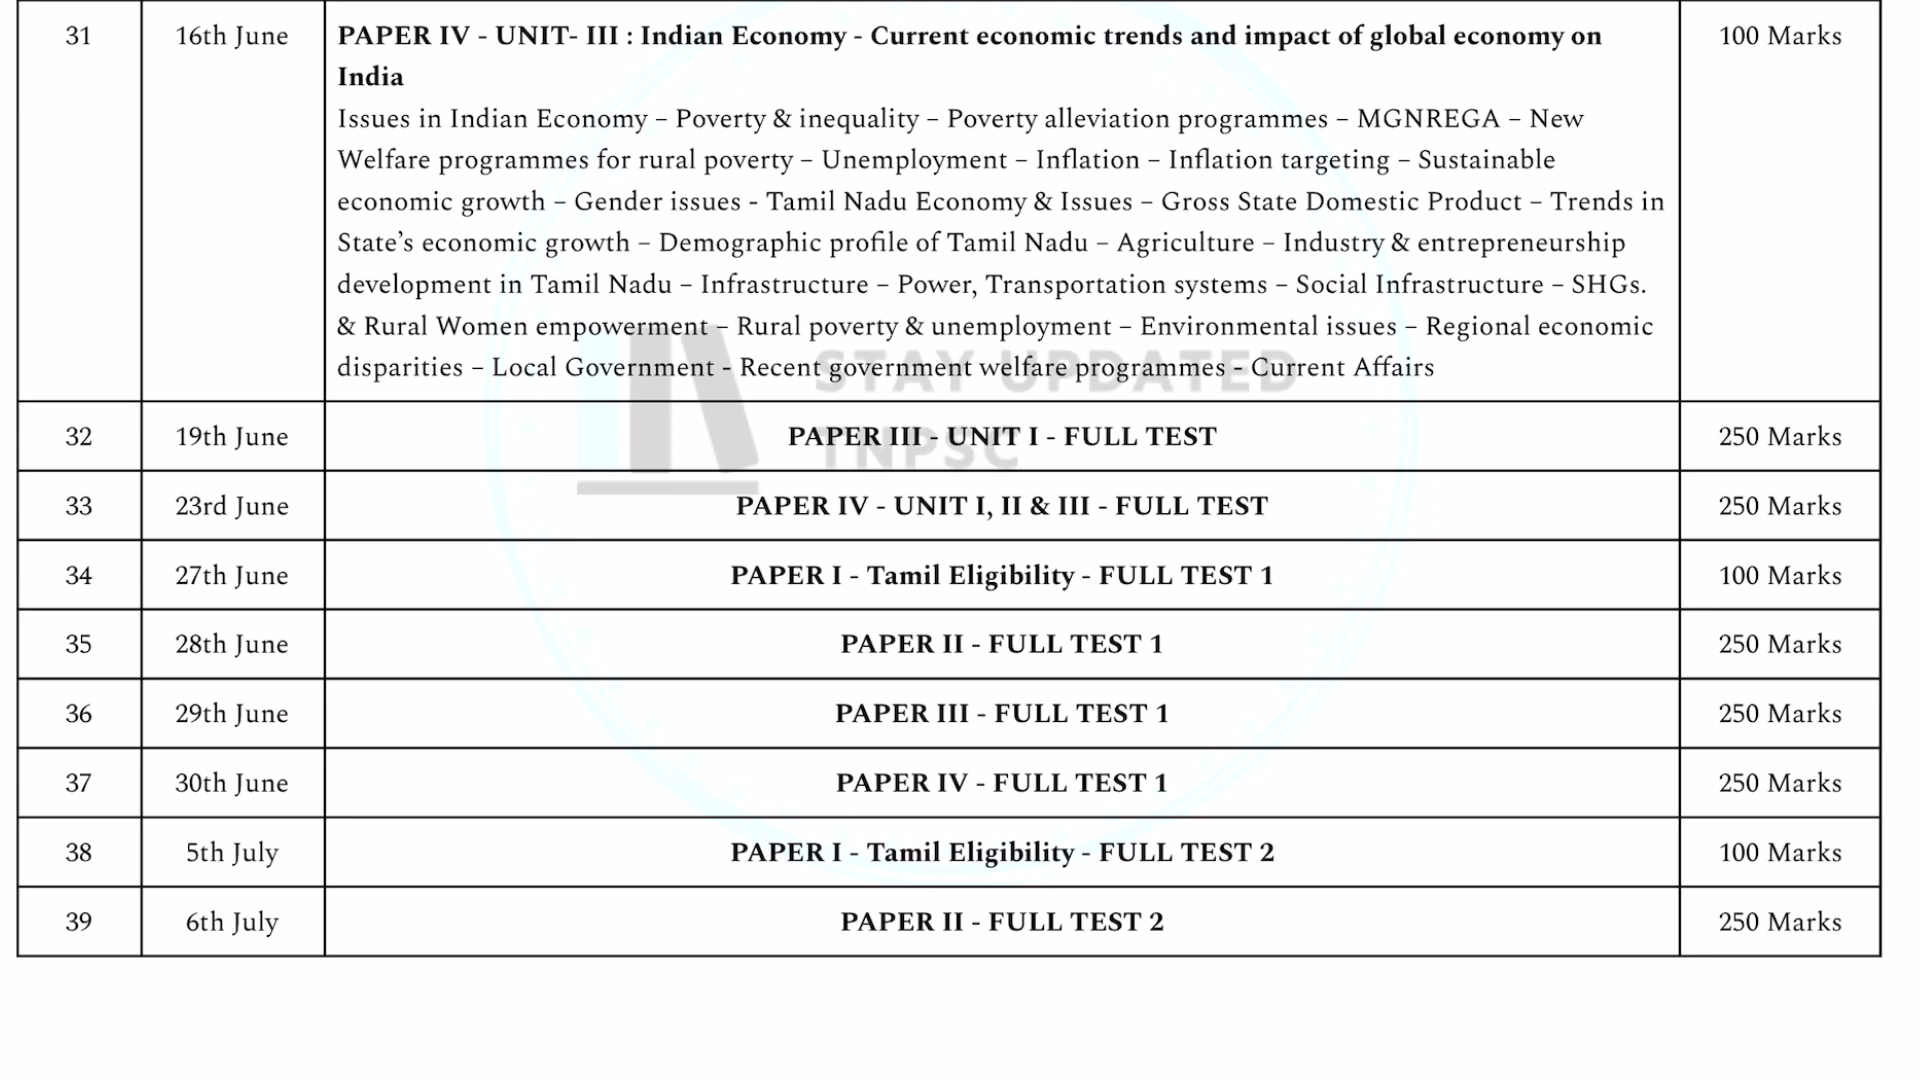 31 16th June PAPER IV - UNIT- III : Indian Economy - Current economic trends and impact of global economy on 100 Marks
India
Issues in Indian Economy – Poverty & inequality – Poverty alleviation programmes – MGNREGA – New
Welfare programmes for rural poverty – Unemployment – Inflation – Inflation targeting – Sustainable
economic growth – Gender issues - Tamil Nadu Economy & Issues – Gross State Domestic Product – Trends in
State’s economic growth – Demographic profile of Tamil Nadu – Agriculture – Industry & entrepreneurship
development in Tamil Nadu – Infrastructure – Power, Transportation systems – Social Infrastructure – SHGs.
& Rural Women empowerment – Rural poverty & unemployment – Environmental issues – Regional economic
disparities – Local Government - Recent government welfare programmes - Current Affairs
STAY UPDATED
TNPSC
32 19th June PAPER III - UNIT I - FULL TEST 250 Marks
33 23rd June PAPER IV - UNIT I, II & III - FULL TEST 250 Marks
34 27th June PAPER I - Tamil Eligibility - FULL TEST 1 100 Marks
35 28th June PAPER II - FULL TEST 1 250 Marks
36 29th June PAPER III - FULL TEST 1 250 Marks
37 30th June PAPER IV - FULL TEST 1 250 Marks
38 5th July PAPER I - Tamil Eligibility - FULL TEST 2 100 Marks
39 6th July PAPER II - FULL TEST 2 250 Marks